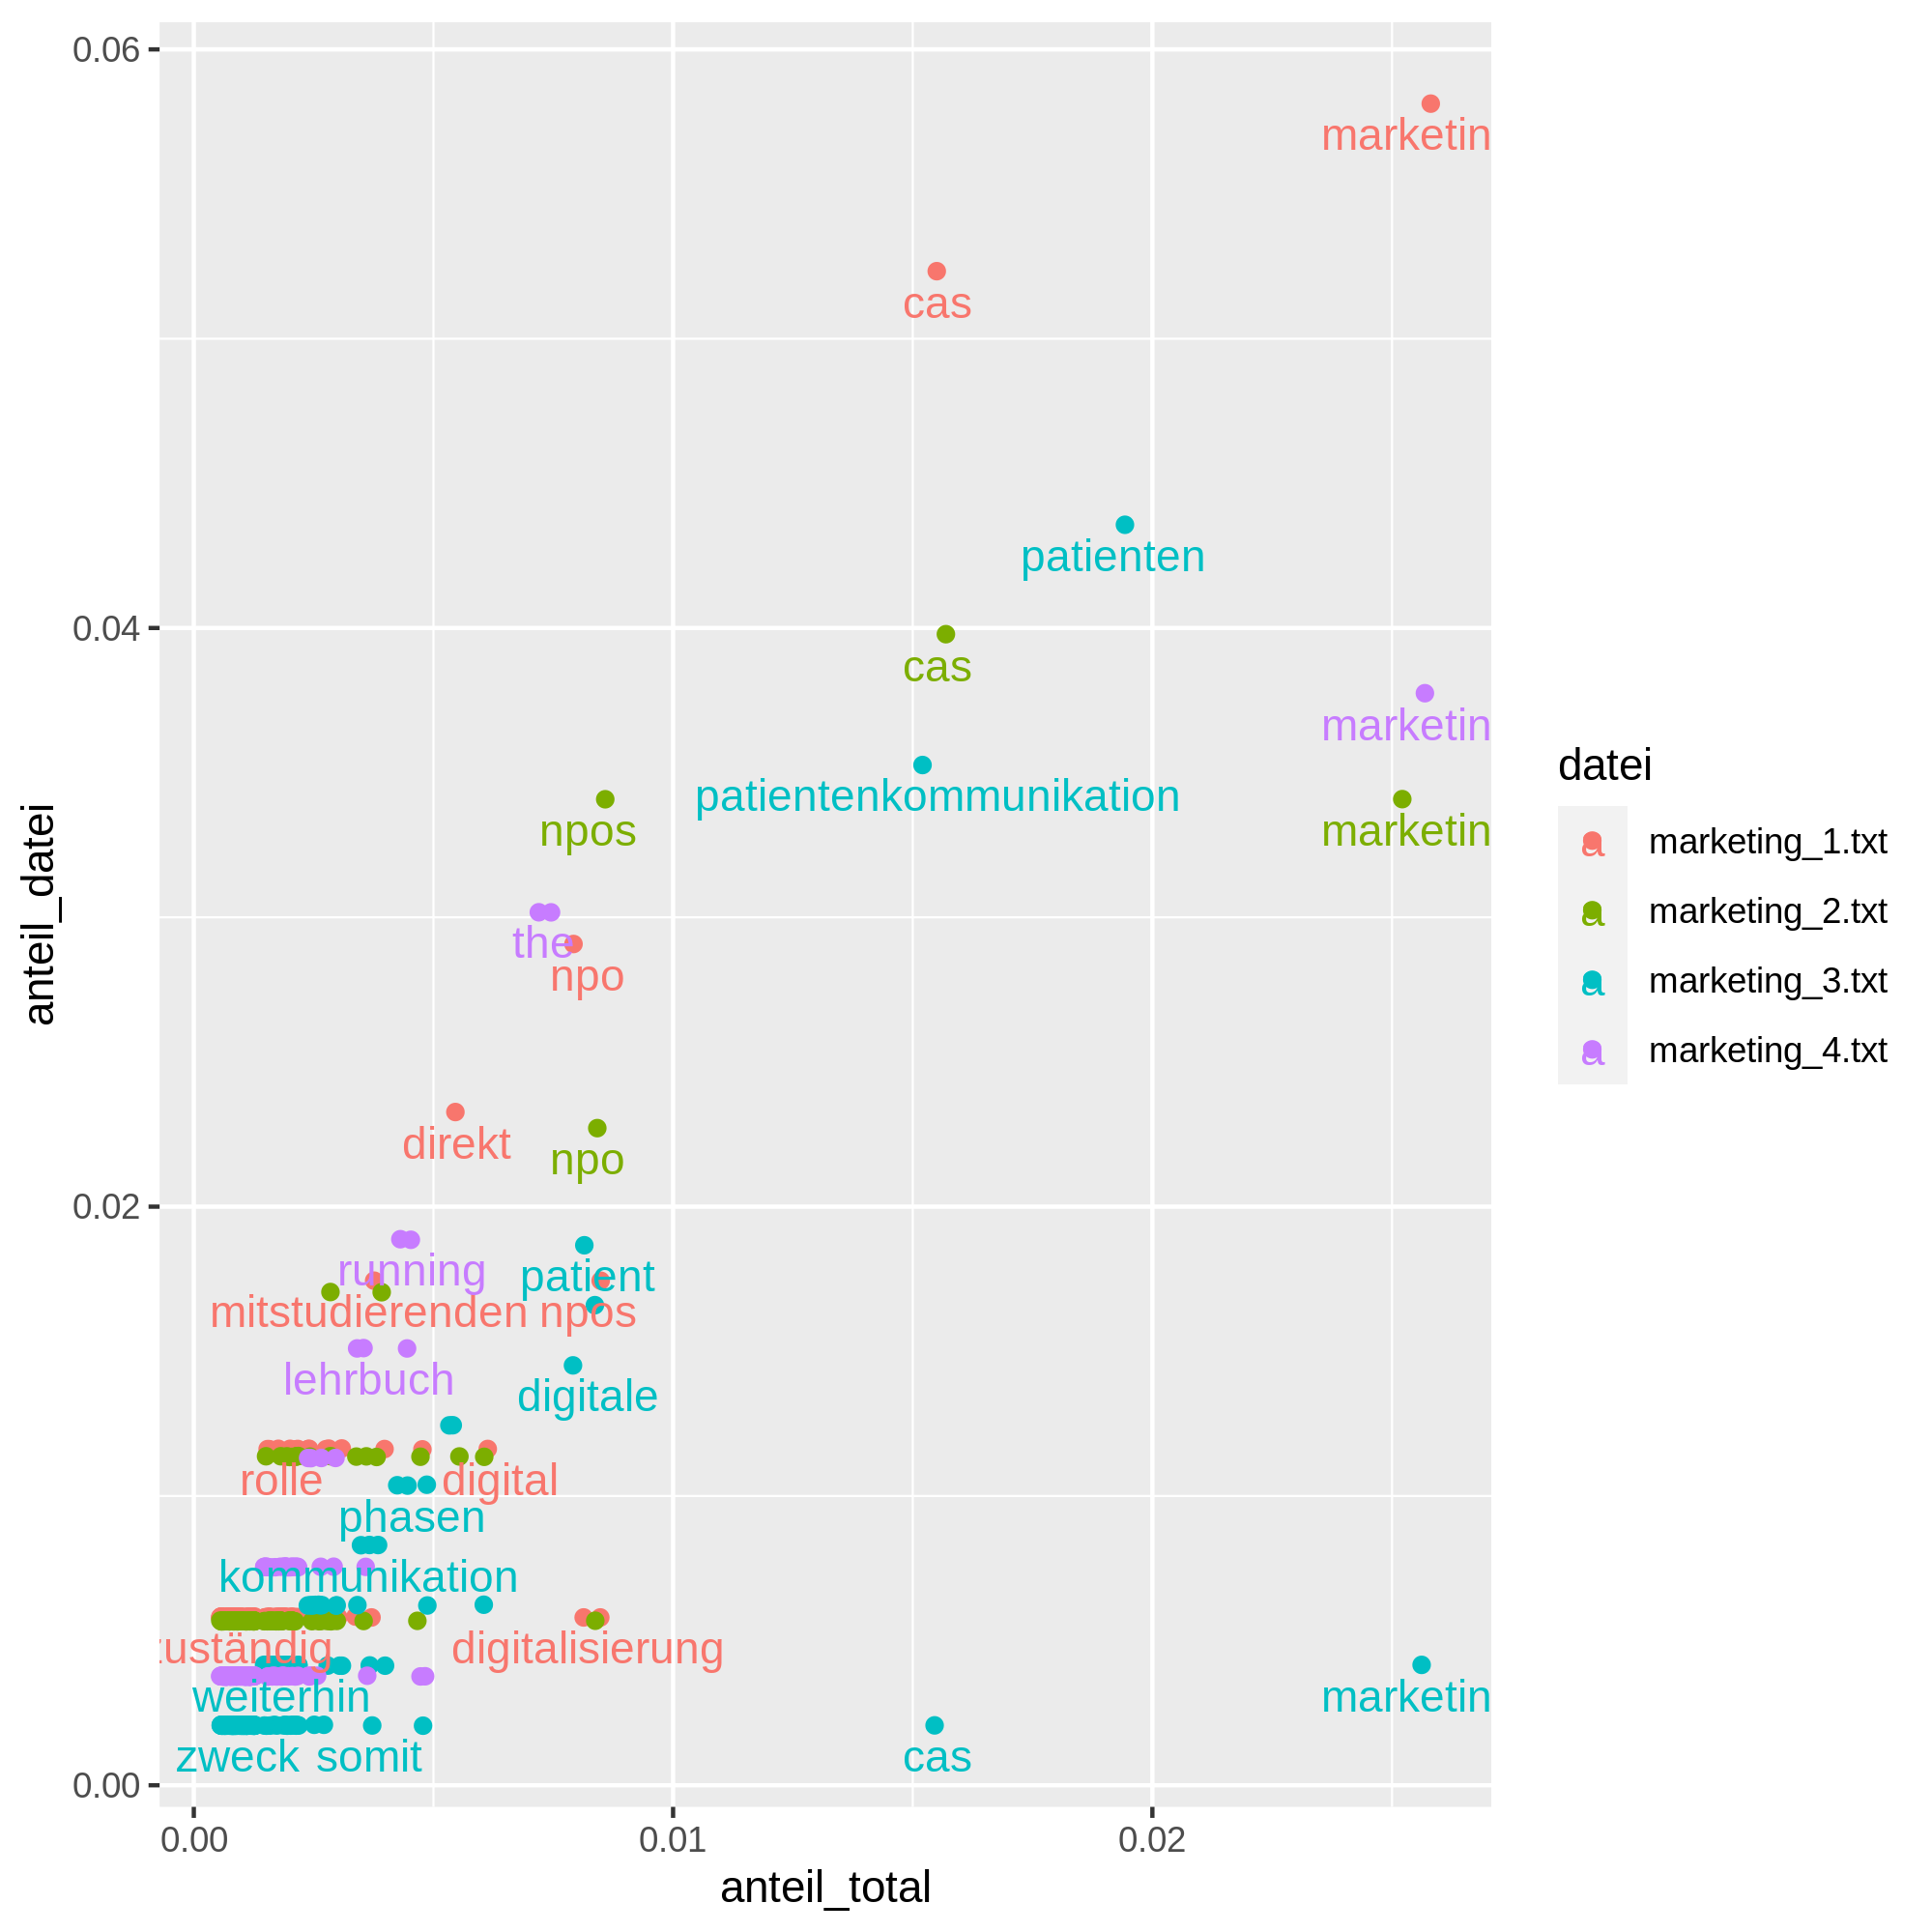 0.06
marketin
cas
patienten
0.04
cas
marketin
patientenkommunikation
npos
marketin
the
npo
direkt
npo
0.02
running
patient
mitstudierenden
npos
lehrbuch
digitale
rolle
digital
phasen
kommunikation
zuständig
digitalisierung
weiterhin
marketin
zweck
somit
cas
0.00
0.00
0.01
0.02
anteil_total
anteil_datei
datei
a marketing_1.txt
a marketing_2.txt
a marketing_3.txt
a marketing_4.txt